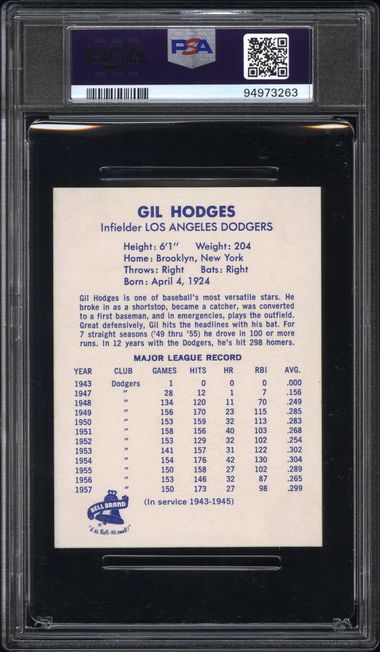 PSA
94973263
GIL HODGES
Infielder LOS ANGELES DODGERS
Height: 6'1" Weight: 204
Home: Brooklyn, New York
Throws: Right Bats: Right
Born: April 4, 1924
Gil Hodges is one of baseball's most versatile stars. He
broke in as a shortstop, became a catcher, was converted
to a first baseman, and in emergencies, plays the outfield.
Great defensively, Gil hits the headlines with his bat. For
7 straight seasons ('49 thru '55) he drove in 100 or more
runs. In 12 years with the Dodgers, he's hit 298 homers.
MAJOR LEAGUE RECORD
YEAR CLUB GAMES HITS HR RBI AVG.
1943 Dodgers 1 0 0 0 .000
1947 " 28 12 1 7 .156
1948 " 134 120 11 70 .249
1949 " 156 170 23 115 .285
1950 " 153 159 32 113 .283
1951 " 158 156 40 103 .268
1952 " 153 129 32 102 .254
1953 " 141 157 31 122 .302
1954 " 154 176 42 130 .304
1955 " 150 158 27 102 .289
1956 " 153 146 32 87 .265
1957 " 150 173 27 98 .299
(In service 1943-1945)
BELL BRAND
"If it's Bell-it's swell!"